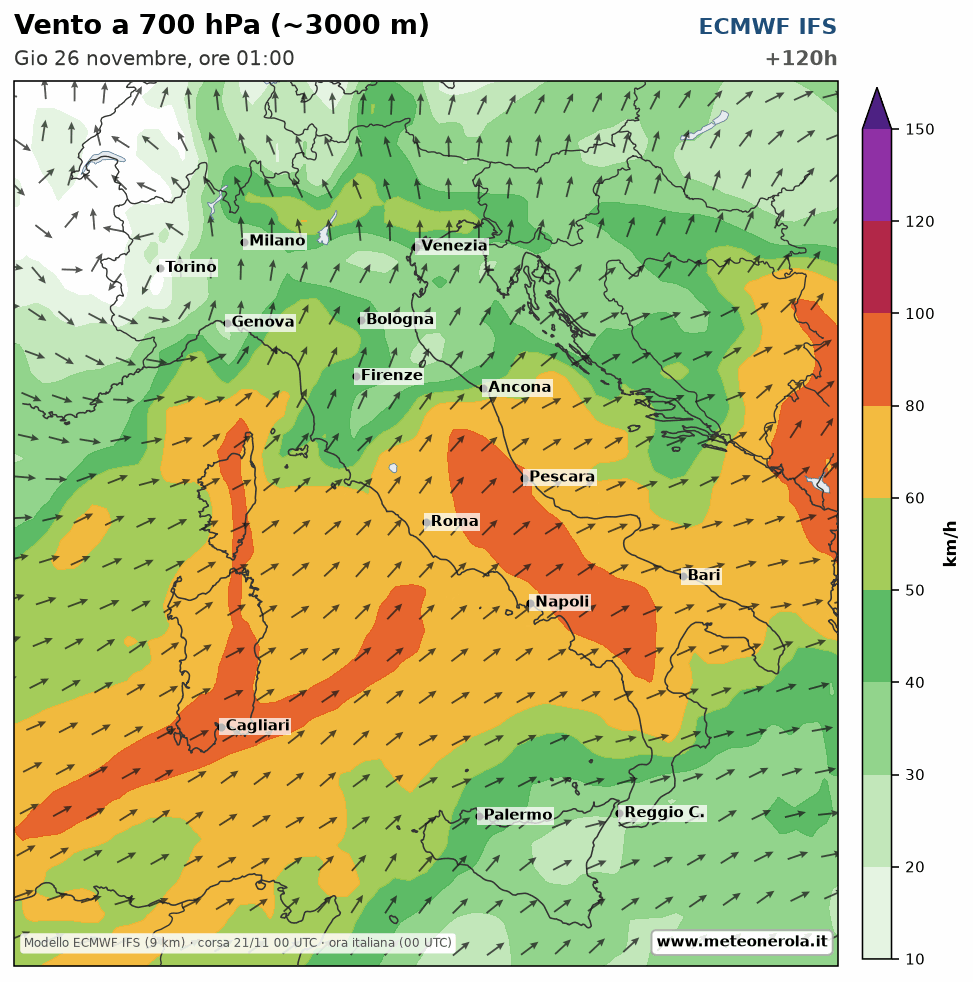 Vento a 700 hPa (~3000 m)
ECMWF IFS
Gio 26 novembre, ore 01:00
+120h
Milano
Venezia
Torino
Genova
Bologna
Firenze
Ancona
Pescara
Roma
Bari
Napoli
Cagliari
Palermo
Reggio C.
150
120
100
80
60
50
40
30
20
10
km/h
Modello ECMWF IFS (9 km) · corsa 21/11 00 UTC · ora italiana (00 UTC)
www.meteonerola.it